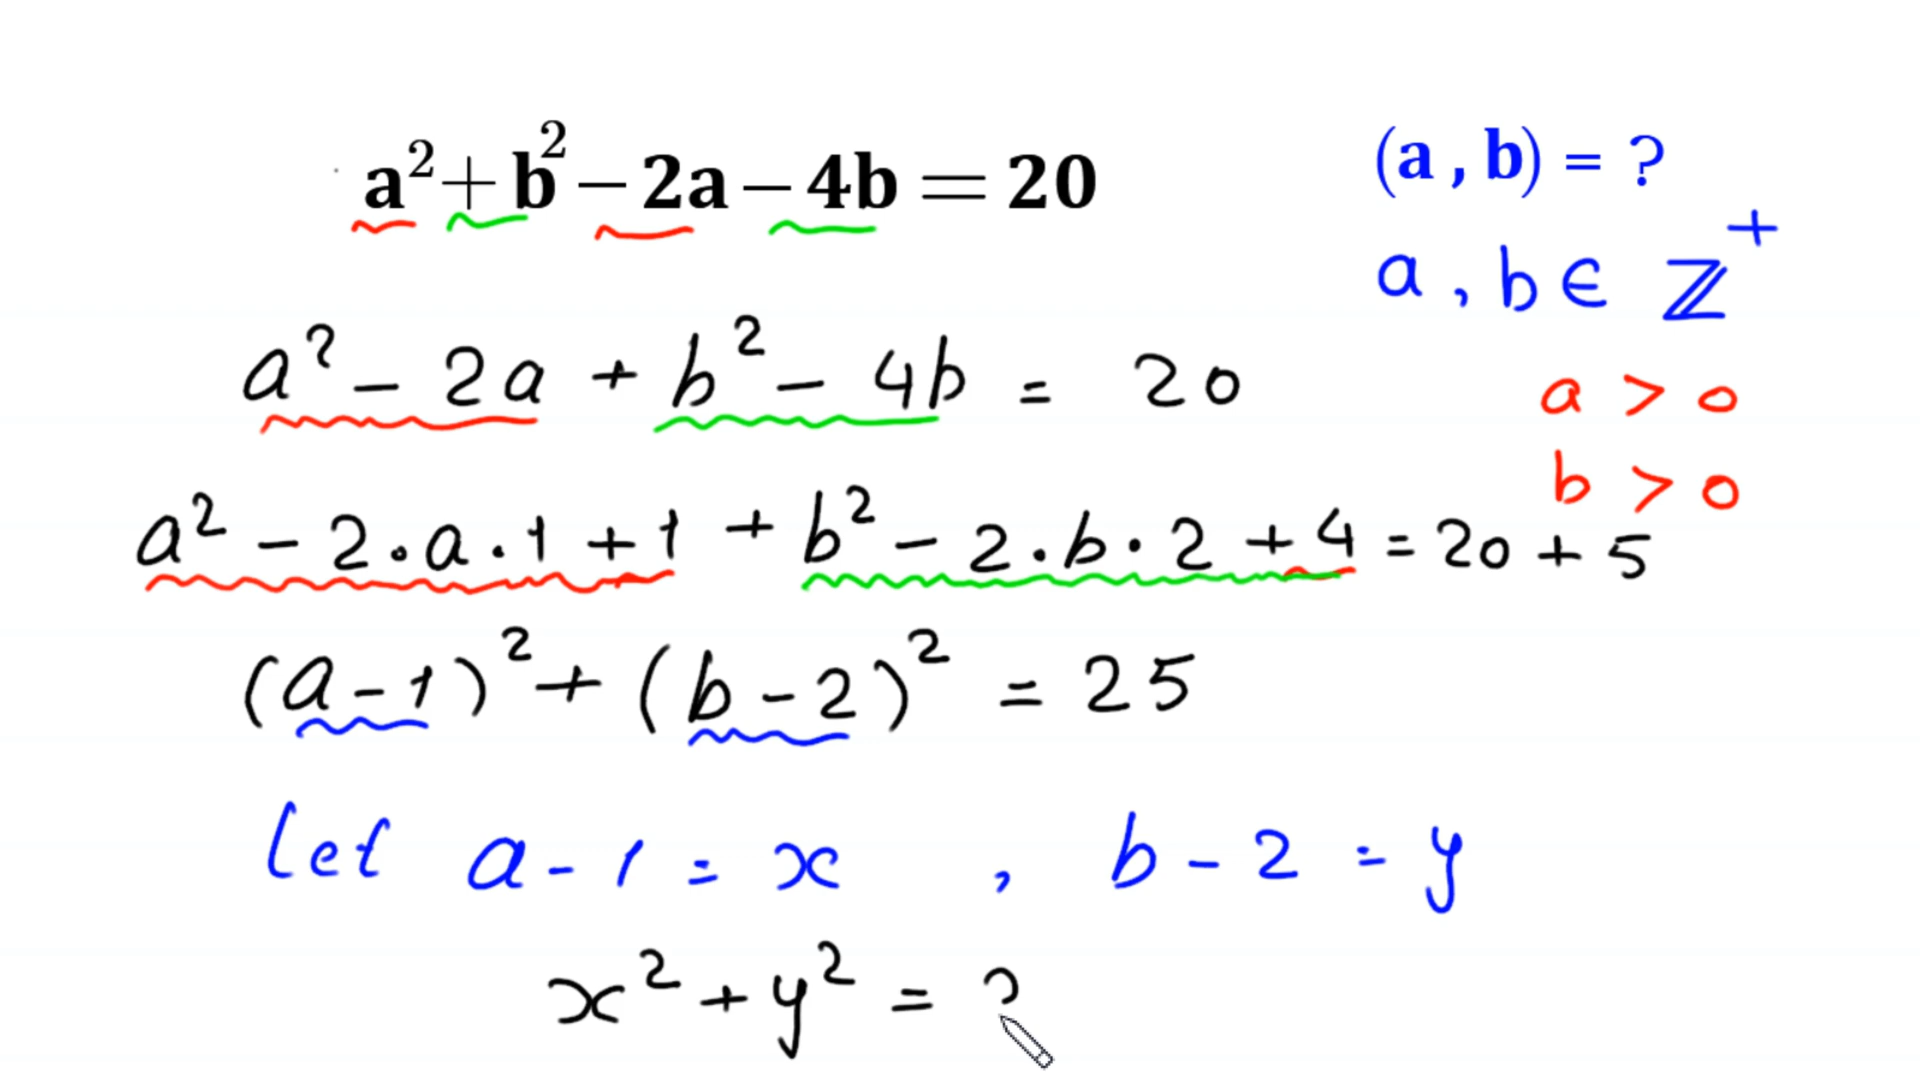 a² + b² − 2a − 4b = 20
(a , b) = ?
a , b ∈ ℤ⁺
a² − 2a + b² − 4b = 20
a > 0
b > 0
a² − 2·a·1 + 1 + b² − 2·b·2 + 4 = 20 + 5
(a − 1)² + (b − 2)² = 25
let a − 1 = x , b − 2 = y
x² + y² =